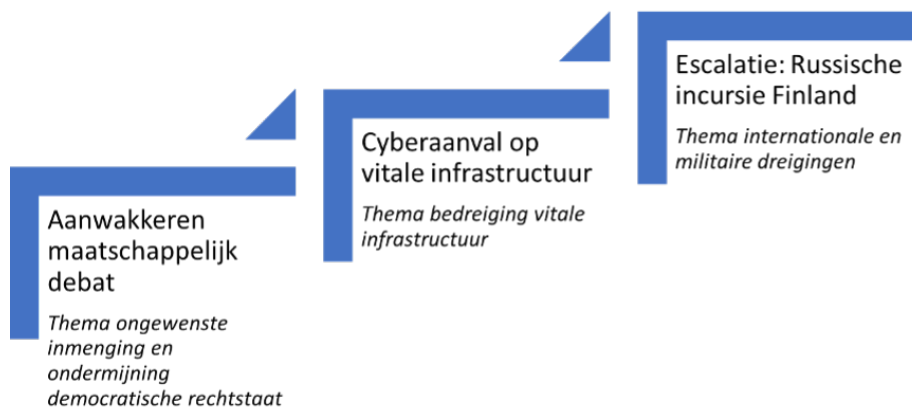 Aanwakkeren
maatschappelijk
debat
Thema ongewenste
inmenging en
ondermijning
democratische rechtstaat
Cyberaanval op
vitale infrastructuur
Thema bedreiging vitale
infrastructuur
Escalatie: Russische
incursie Finland
Thema internationale en
militaire dreigingen